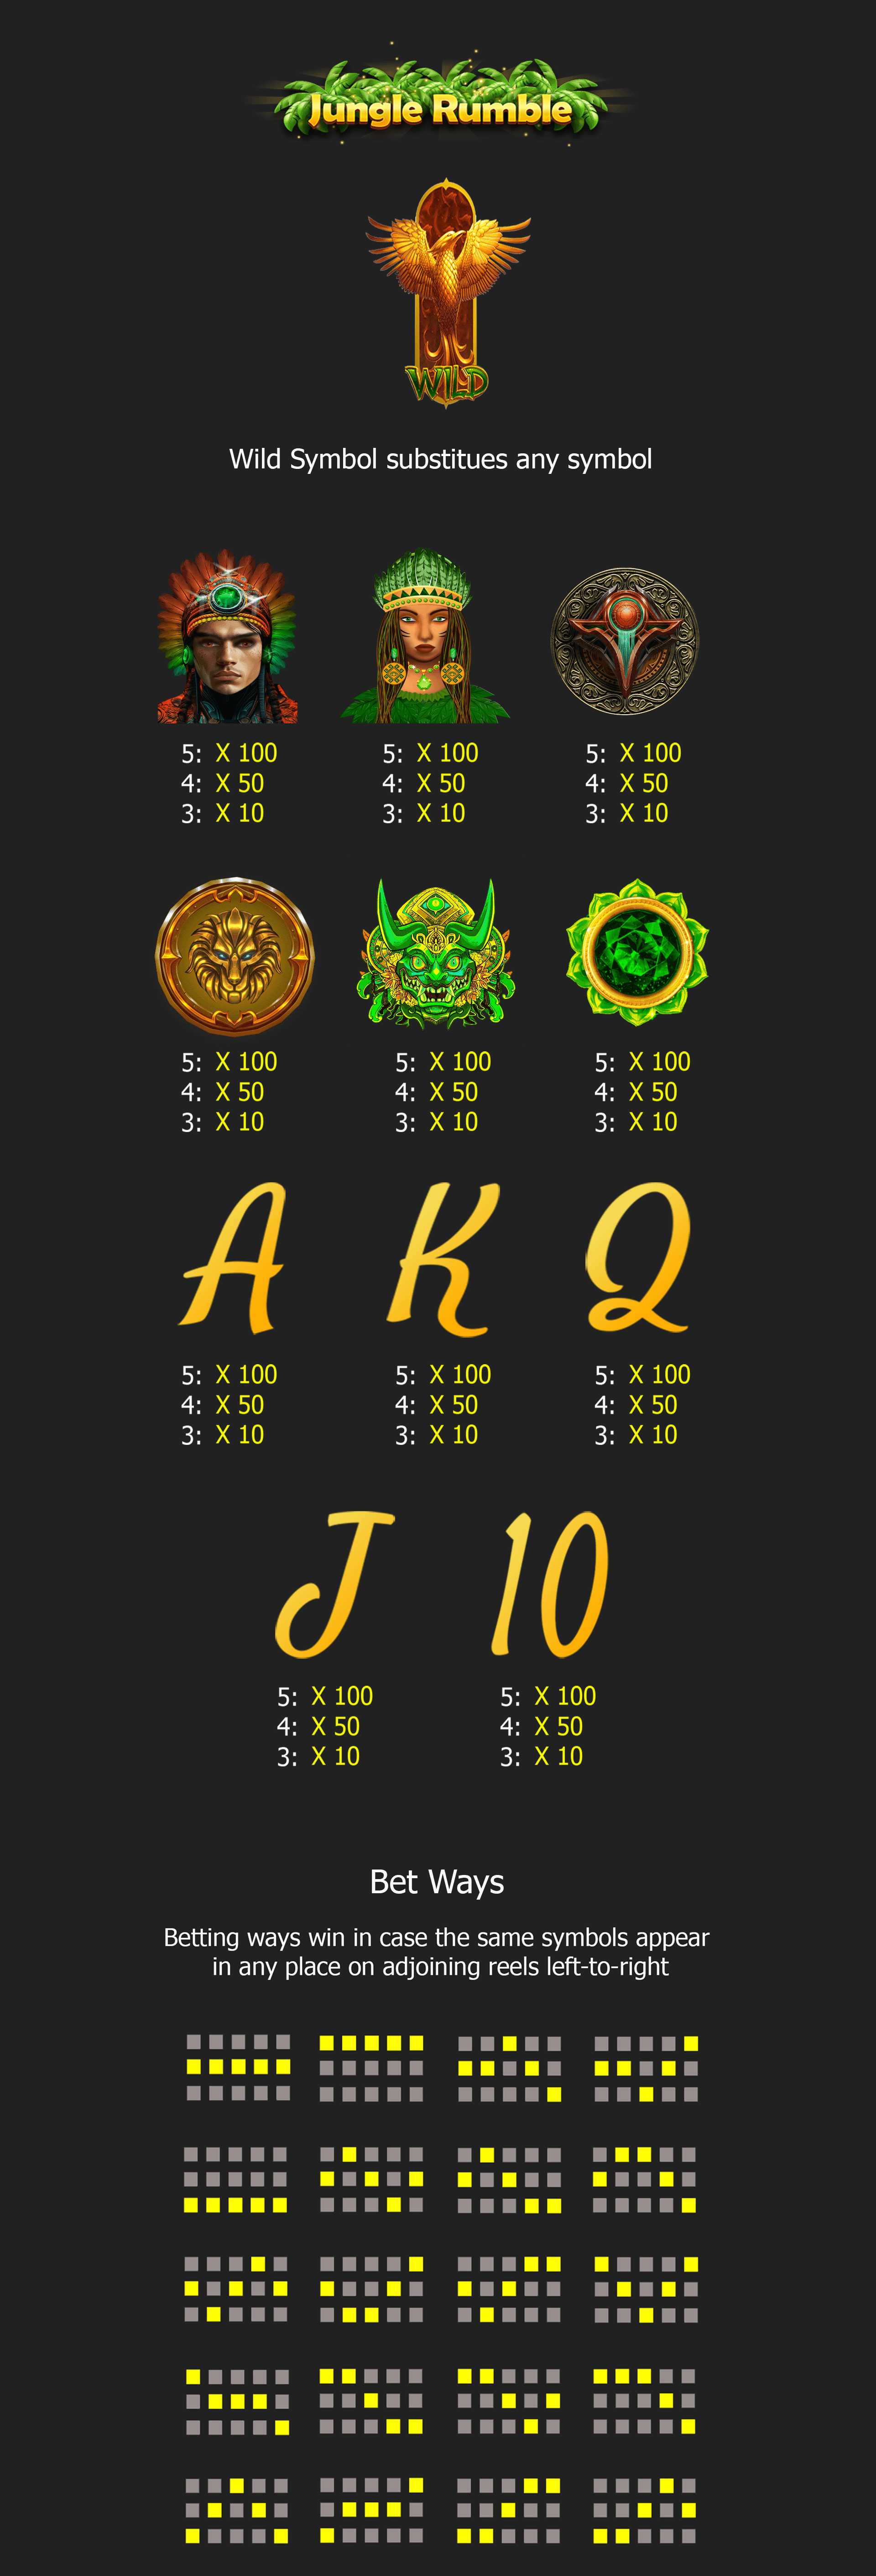 Jungle Rumble
WILD
Wild Symbol substitues any symbol
5: X 100
4: X 50
3: X 10
5: X 100
4: X 50
3: X 10
5: X 100
4: X 50
3: X 10
5: X 100
4: X 50
3: X 10
5: X 100
4: X 50
3: X 10
5: X 100
4: X 50
3: X 10
A K Q
5: X 100
4: X 50
3: X 10
5: X 100
4: X 50
3: X 10
5: X 100
4: X 50
3: X 10
J 10
5: X 100
4: X 50
3: X 10
5: X 100
4: X 50
3: X 10
Bet Ways
Betting ways win in case the same symbols appear
in any place on adjoining reels left-to-right